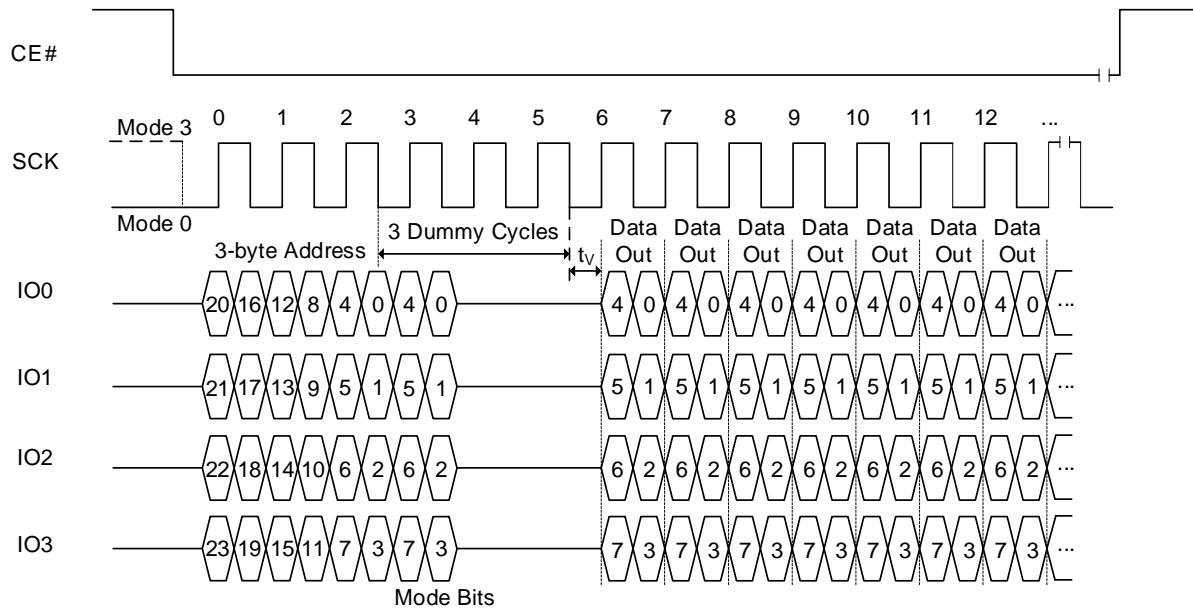 CE#
0 1 2 3 4 5 6 7 8 9 10 11 12 ...
Mode 3
SCK
Mode 0
3 Dummy Cycles
Data Data Data Data Data Data Data
3-byte Address
tV
Out Out Out Out Out Out Out
IO0
20 16 12 8 4 0 4 0 4 0 4 0 4 0 4 0 4 0 4 0 4 0 ...
IO1
21 17 13 9 5 1 5 1 5 1 5 1 5 1 5 1 5 1 5 1 5 1 ...
IO2
22 18 14 10 6 2 6 2 6 2 6 2 6 2 6 2 6 2 6 2 6 2 ...
IO3
23 19 15 11 7 3 7 3 7 3 7 3 7 3 7 3 7 3 7 3 7 3 ...
Mode Bits